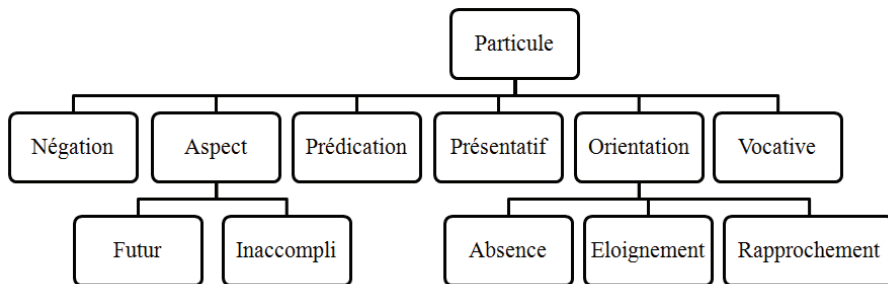 Particule
Négation
Aspect
Prédication
Présentatif
Orientation
Vocative
Futur
Inaccompli
Absence
Eloignement
Rapprochement